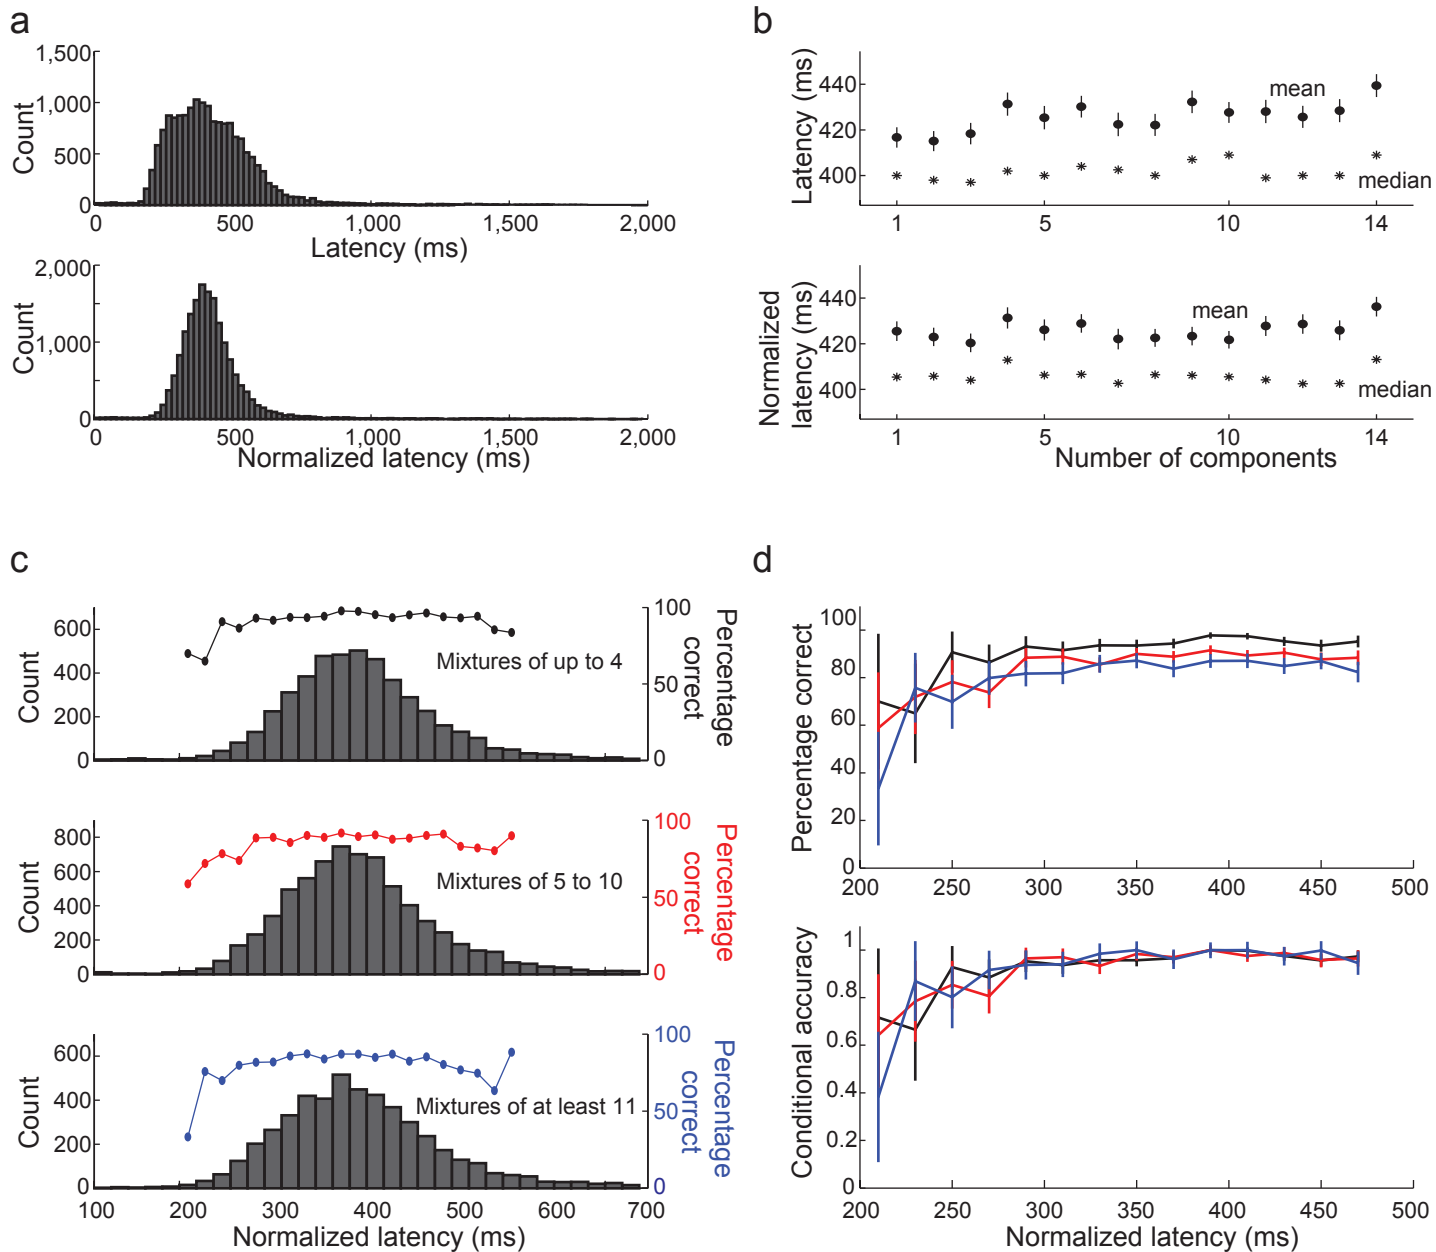 a
1,500
1,000
500
0
Count
0
500
1,000
1,500
2,000
Latency (ms)
2,000
1,000
0
Count
0
500
1,000
1,500
2,000
Normalized latency (ms)
b
440
420
400
Latency (ms)
mean
median
1
5
10
14
440
420
400
Normalized
latency (ms)
mean
median
1
5
10
14
Number of components
c
600
400
200
0
Count
100
50
0
Percentage
correct
Mixtures of up to 4
800
600
400
200
0
Count
100
50
0
Percentage
correct
Mixtures of 5 to 10
600
400
200
0
Count
100
50
0
Percentage
correct
Mixtures of at least 11
100
200
300
400
500
600
700
Normalized latency (ms)
d
100
80
60
40
20
0
Percentage correct
200
250
300
350
400
450
500
1
0.8
0.6
0.4
0.2
0
Conditional accuracy
200
250
300
350
400
450
500
Normalized latency (ms)